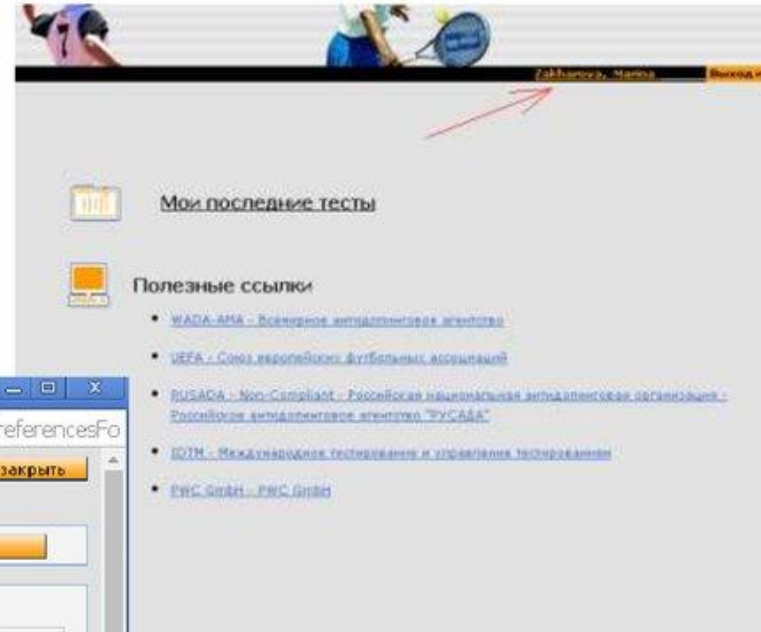 7
Zakharova, Marina
Выход и
Мои последние тесты
Полезные ссылки
WADA-AMA - Всемирное антидопинговое агентство
UEFA - Союз европейских футбольных ассоциаций
RUSADA - Non-Compliant - Российская национальная антидопинговая организация -
Российское антидопинговое агентство "РУСАДА"
IDTM - Международное тестирование и управление тестированием
PWC GmbH - PWC GmbH
referencesFo
закрыть